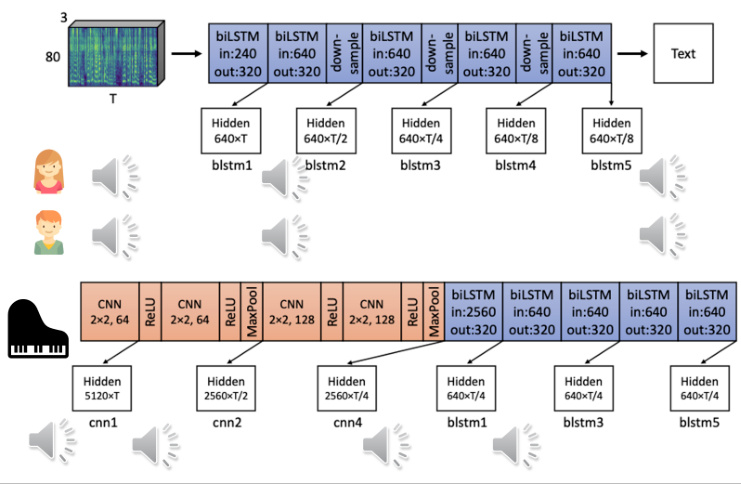 3
80
T
biLSTM
in:240
out:320
biLSTM
in:640
out:320
down-
sample
biLSTM
in:640
out:320
down-
sample
biLSTM
in:640
out:320
down-
sample
biLSTM
in:640
out:320
Text
Hidden
640×T
blstm1
Hidden
640×T/2
blstm2
Hidden
640×T/4
blstm3
Hidden
640×T/8
blstm4
Hidden
640×T/8
blstm5
CNN
2×2, 64
ReLU
CNN
2×2, 64
ReLU
MaxPool
CNN
2×2, 128
ReLU
CNN
2×2, 128
ReLU
MaxPool
biLSTM
in:2560
out:320
biLSTM
in:640
out:320
biLSTM
in:640
out:320
biLSTM
in:640
out:320
biLSTM
in:640
out:320
Hidden
5120×T
cnn1
Hidden
2560×T/2
cnn2
Hidden
2560×T/4
cnn4
Hidden
640×T/4
blstm1
Hidden
640×T/4
blstm3
Hidden
640×T/4
blstm5